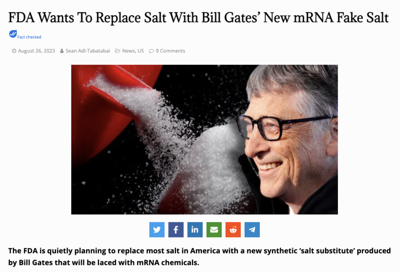 FDA Wants To Replace Salt With Bill Gates’ New mRNA Fake Salt
Fact checked
August 26, 2023 Sean Adl-Tabatabai News, US 9 Comments
The FDA is quietly planning to replace most salt in America with a new synthetic ‘salt substitute’ produced
by Bill Gates that will be laced with mRNA chemicals.